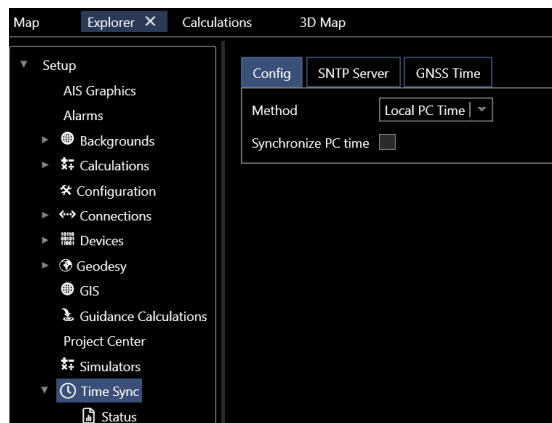 Map Explorer Calculations 3D Map
Setup
AIS Graphics
Alarms
Backgrounds
Calculations
Configuration
Connections
Devices
Geodesy
GIS
Guidance Calculations
Project Center
Simulators
Time Sync
Status
Config SNTP Server GNSS Time
Method Local PC Time
Synchronize PC time